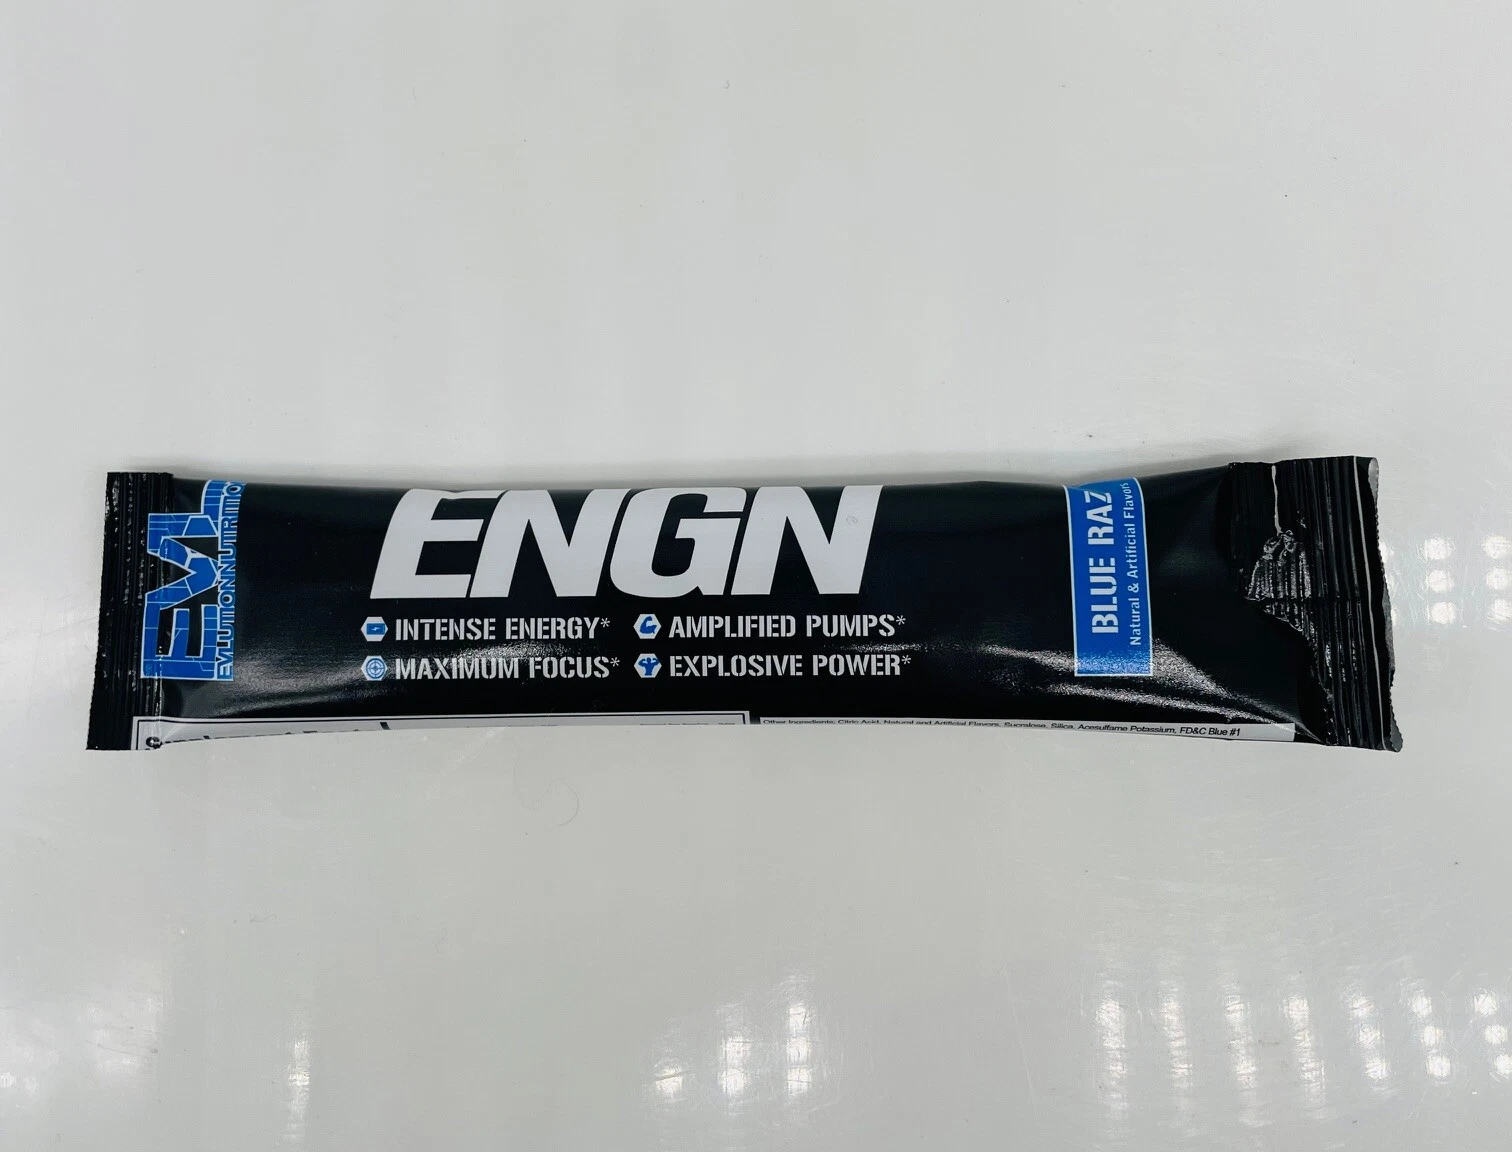 EVL
EVLUTIONNUTRITION
ENGN
INTENSE ENERGY*
AMPLIFIED PUMPS*
MAXIMUM FOCUS*
EXPLOSIVE POWER*
BLUE RAZ
Natural & Artificial Flavors
Other Ingredients: Citric Acid, Natural and Artificial Flavors, Sucralose, Silica, Acesulfame Potassium, FD&C Blue #1